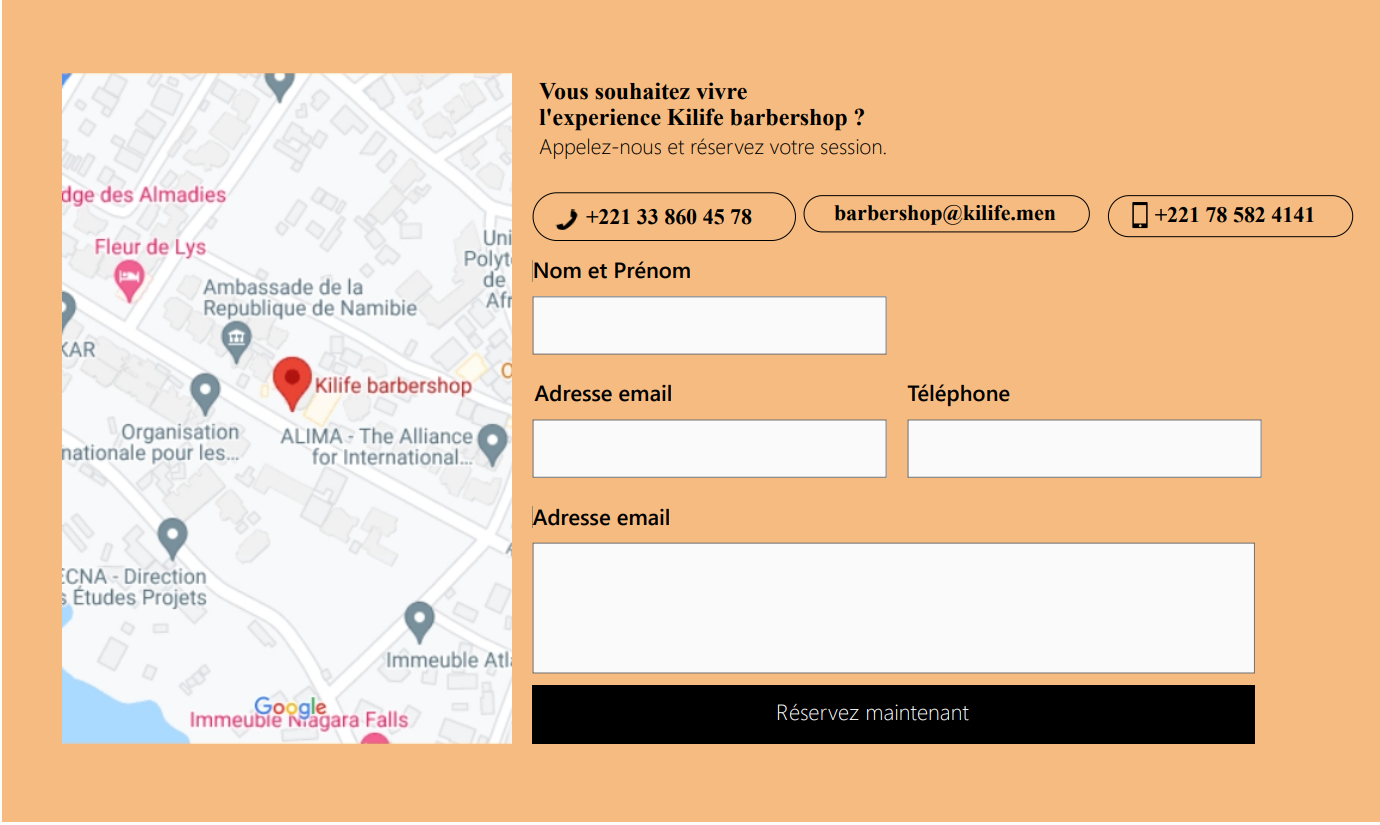 dge des Almadies
Fleur de Lys
Uni
Polyt
de
Afr
Ambassade de la
Republique de Namibie
KAR
Kilife barbershop
Organisation
nationale pour les...
ALIMA - The Alliance
for International...
ECNA - Direction
s Études Projets
Immeuble Atla
Google
Immeuble Niagara Falls
Vous souhaitez vivre
l'experience Kilife barbershop ?
Appelez-nous et réservez votre session.
+221 33 860 45 78
barbershop@kilife.men
+221 78 582 4141
Nom et Prénom
Adresse email
Téléphone
Adresse email
Réservez maintenant